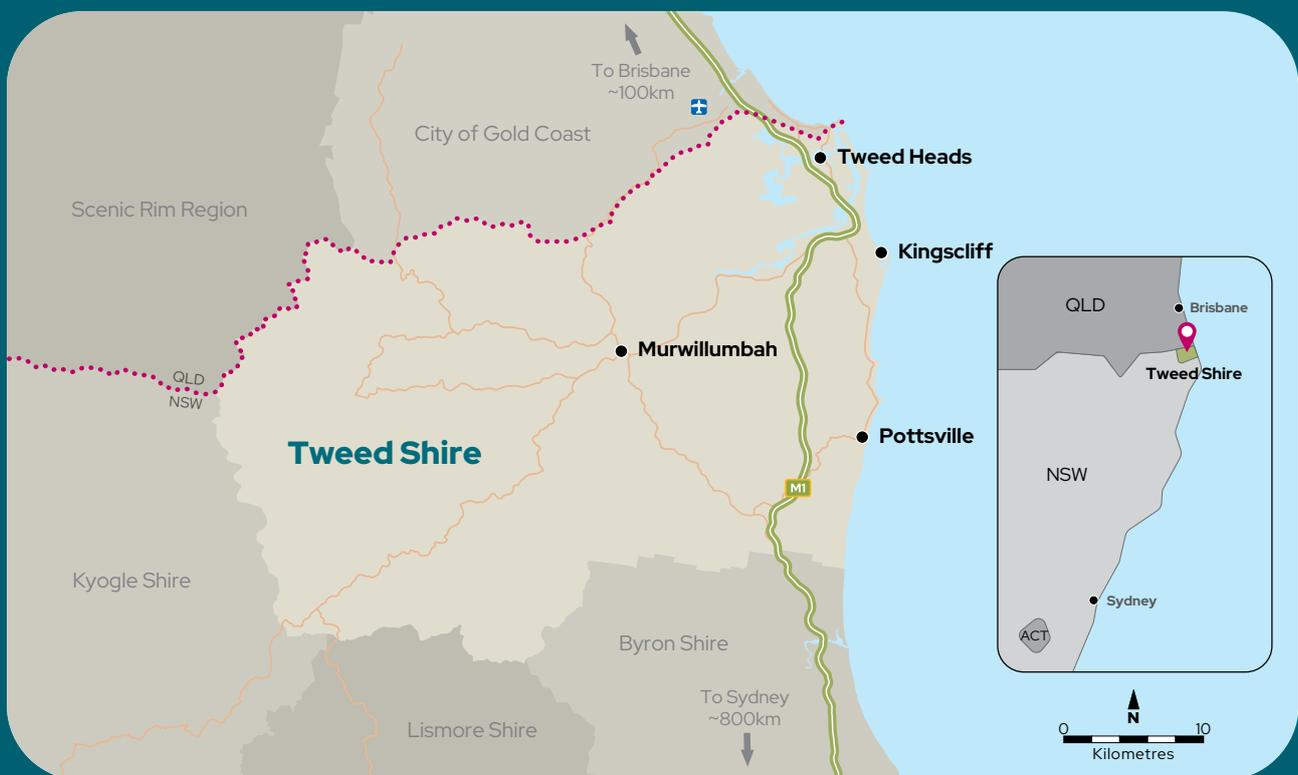 To Brisbane
~100km
City of Gold Coast
Tweed Heads
Scenic Rim Region
Kingscliff
QLD
Brisbane
Murwillumbah
Tweed Shire
QLD
NSW
Pottsville
Tweed Shire
NSW
M1
Kyogle Shire
Sydney
ACT
Byron Shire
To Sydney
~800km
Lismore Shire
N
0 10
Kilometres